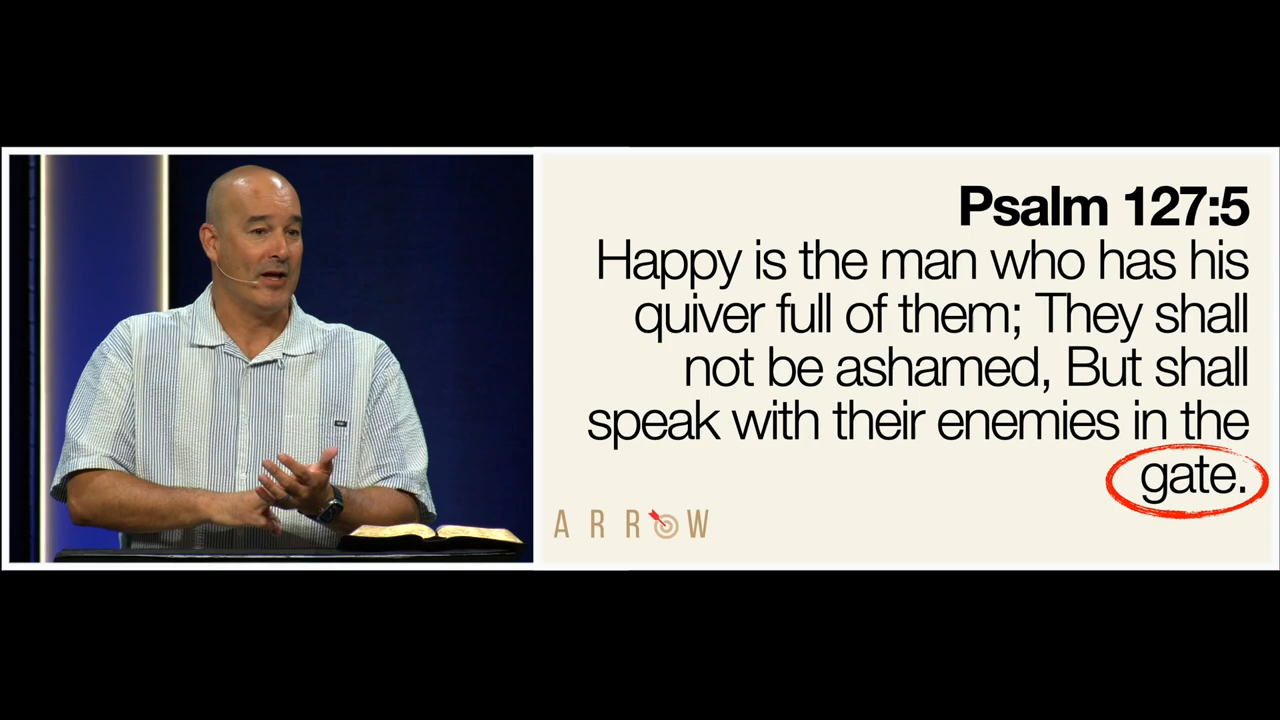 Psalm 127:5
Happy is the man who has his
quiver full of them; They shall
not be ashamed, But shall
speak with their enemies in the
gate.
ARROW